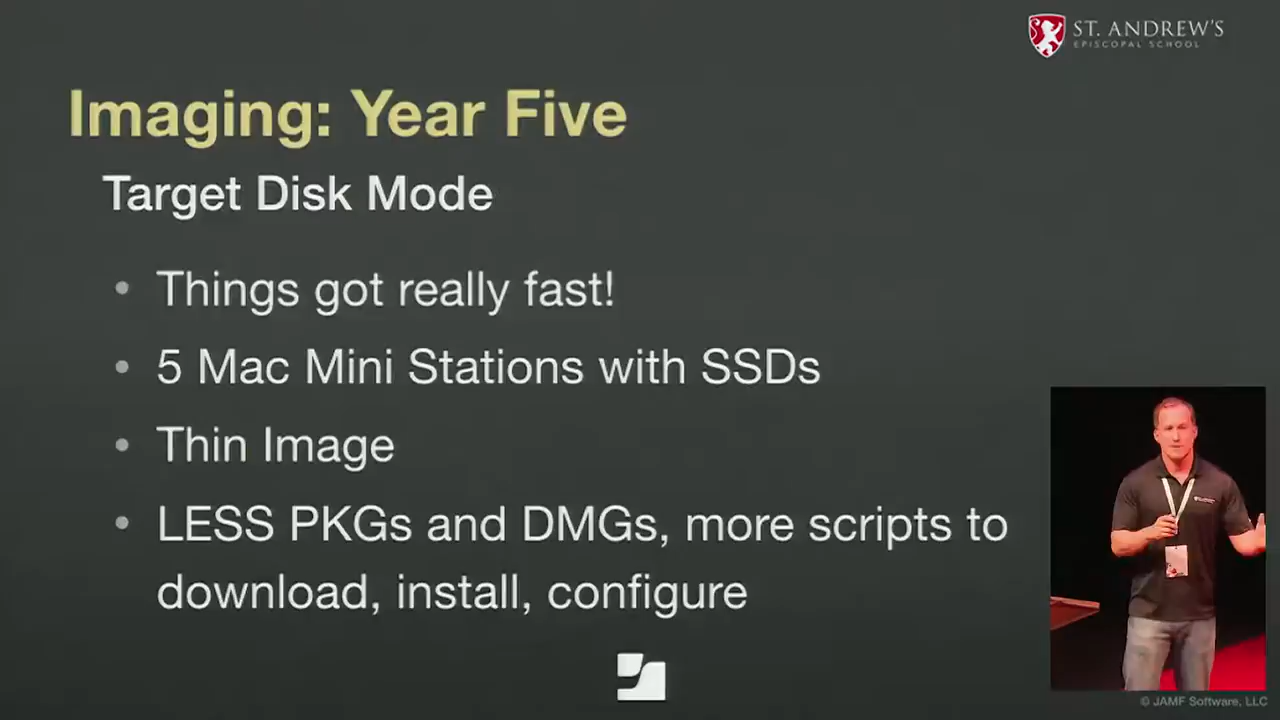 ST. ANDREW'S
EPISCOPAL SCHOOL
Imaging: Year Five
Target Disk Mode
• Things got really fast!
• 5 Mac Mini Stations with SSDs
• Thin Image
• LESS PKGs and DMGs, more scripts to
download, install, configure
© JAMF Software, LLC